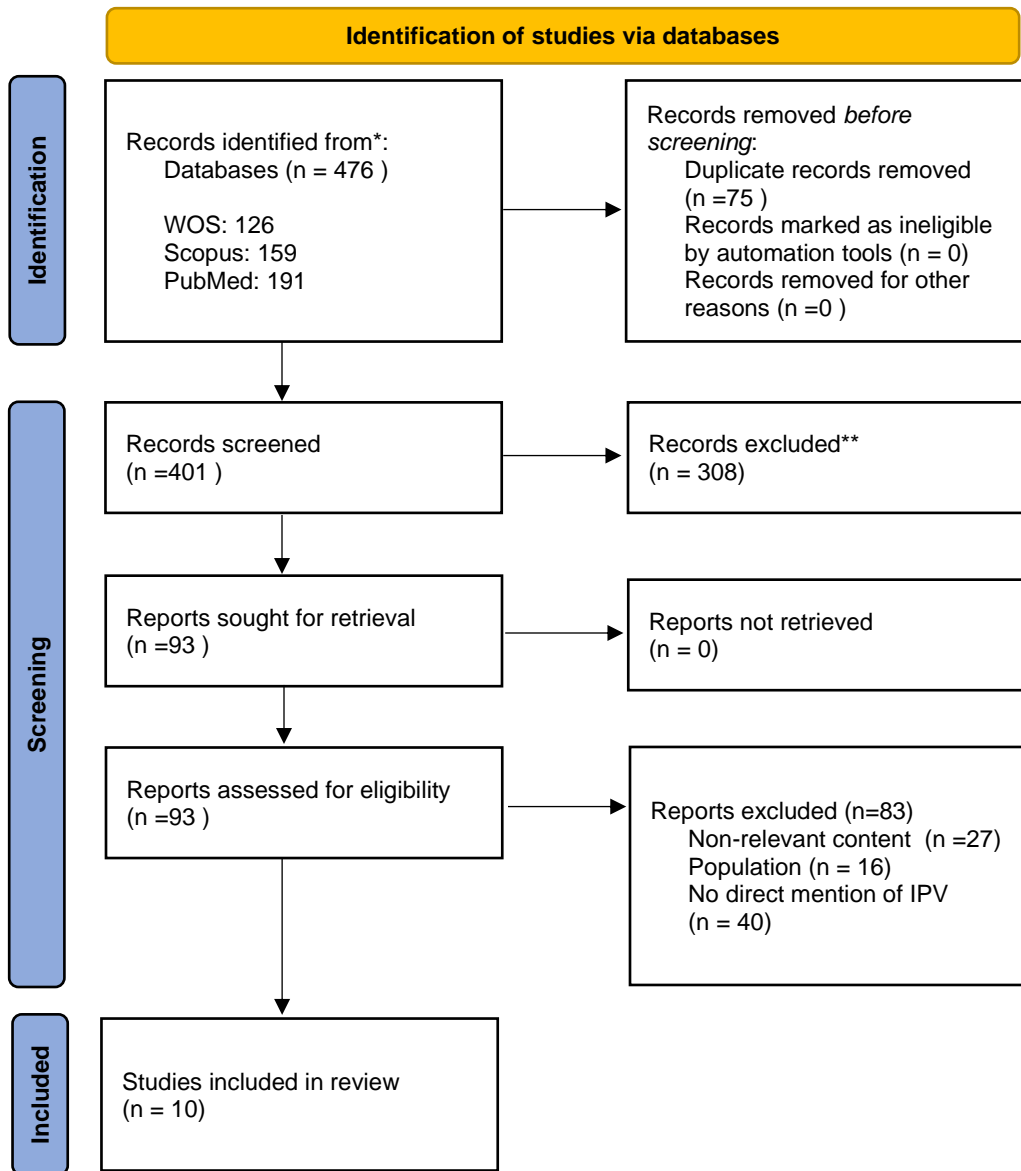 Identification of studies via databases
Identification
Records identified from*:
Databases (n = 476 )
WOS: 126
Scopus: 159
PubMed: 191
Records removed before
screening:
Duplicate records removed
(n =75 )
Records marked as ineligible
by automation tools (n = 0)
Records removed for other
reasons (n =0 )
Screening
Records screened
(n =401 )
Records excluded**
(n = 308)
Reports sought for retrieval
(n =93 )
Reports not retrieved
(n = 0)
Reports assessed for eligibility
(n =93 )
Reports excluded (n=83)
Non-relevant content  (n =27)
Population (n = 16)
No direct mention of IPV
(n = 40)
Included
Studies included in review
(n = 10)